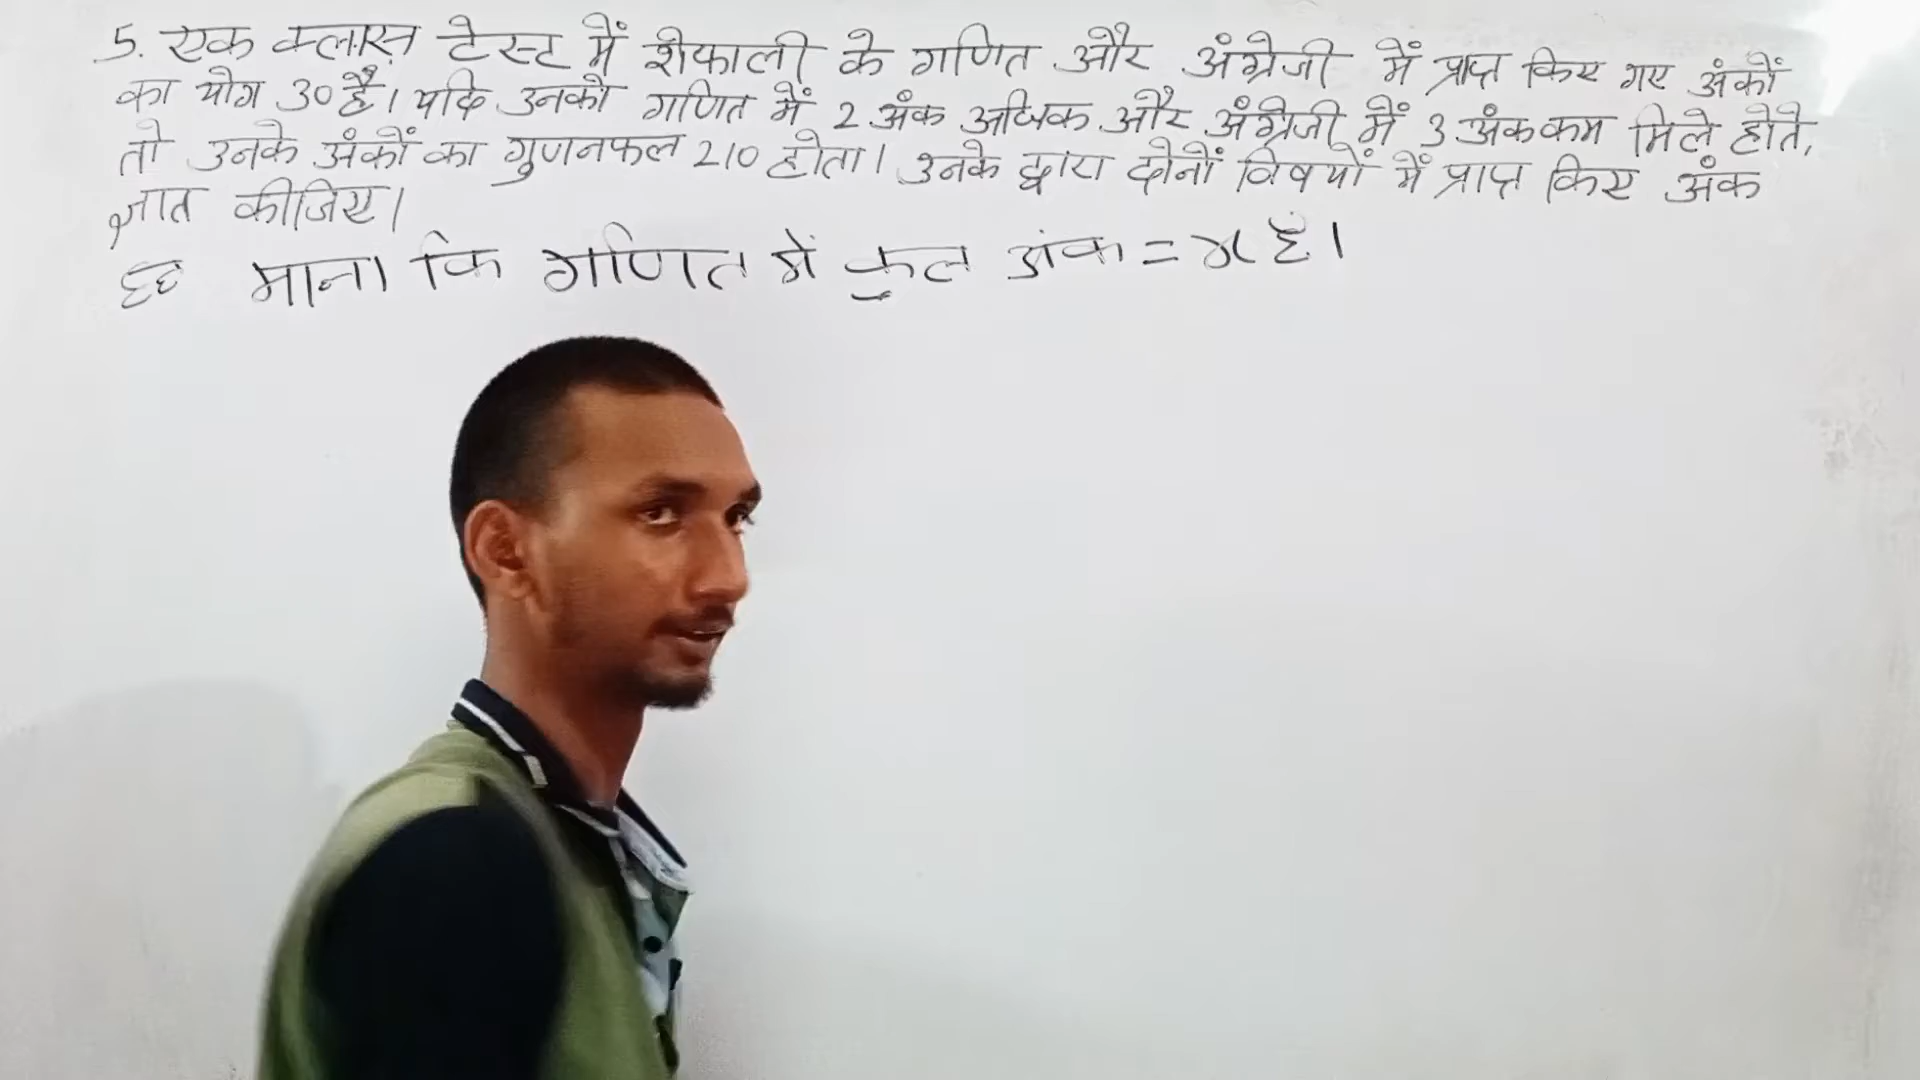 5. एक क्लास टेस्ट में शेफाली के गणित और अंग्रेजी में प्राप्त किए गए अंकों
का योग 30 है। यदि उनको गणित में 2 अंक अधिक और अंग्रेजी में 3 अंक कम मिले होते,
तो उनके अंकों का गुणनफल 210 होता। उनके द्वारा दोनों विषयों में प्राप्त किए अंक
ज्ञात कीजिए।
माना कि गणित में कुल अंक = x है।